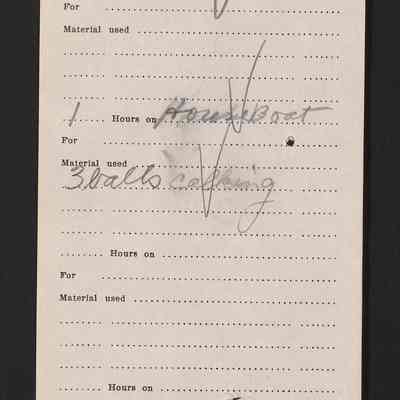 For
Material used
1 Hours on House Boat
For
Material used
3 balls calking
Hours on
For
Material used
Hours on